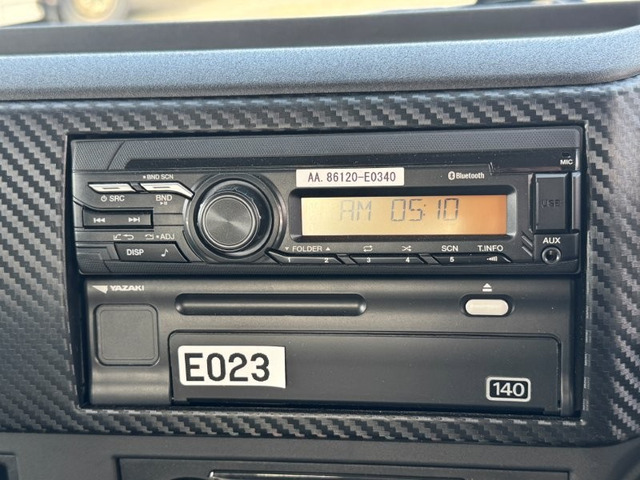 MIC
BND SCN
AA. 86120-E0340
Bluetooth
SRC
BND
AM 05:10
USB
ADJ
DISP
FOLDER
SCN
T.INFO
AUX
2 3 4 5
YAZAKI
E023
140